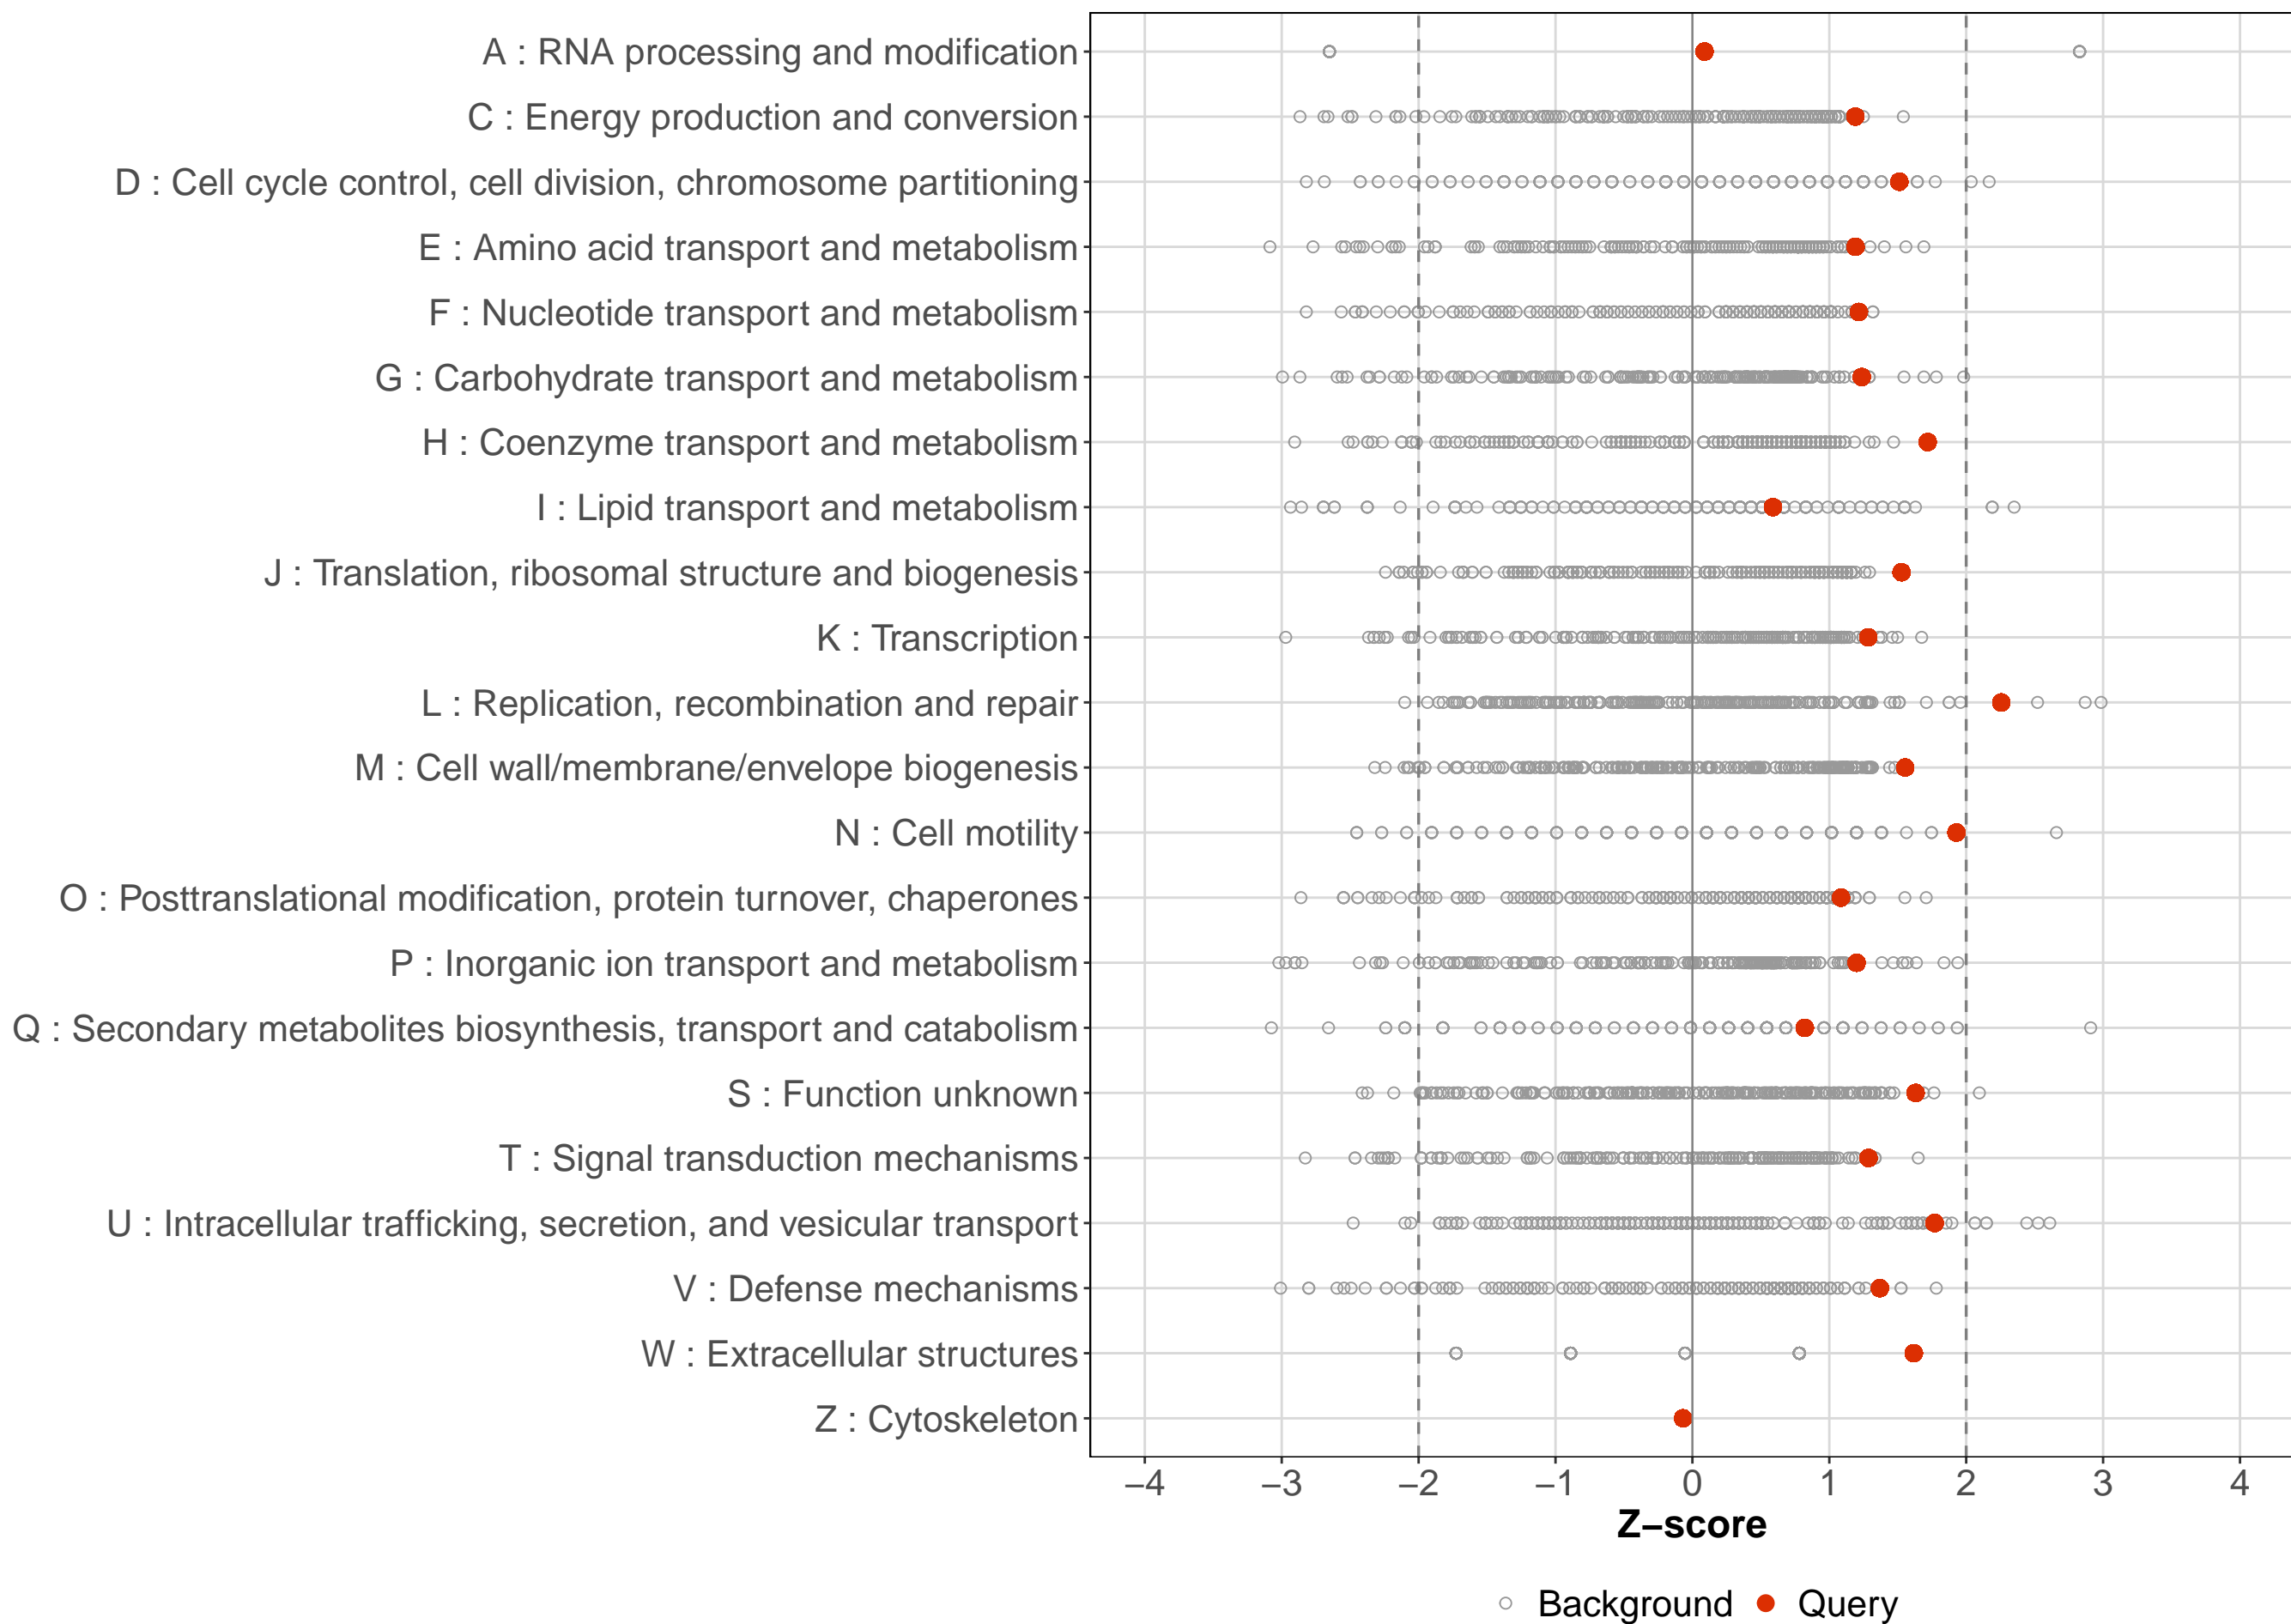 A : RNA processing and modification
C : Energy production and conversion
D : Cell cycle control, cell division, chromosome partitioning
E : Amino acid transport and metabolism
F : Nucleotide transport and metabolism
G : Carbohydrate transport and metabolism
H : Coenzyme transport and metabolism
I : Lipid transport and metabolism
J : Translation, ribosomal structure and biogenesis
K : Transcription
L : Replication, recombination and repair
M : Cell wall/membrane/envelope biogenesis
N : Cell motility
O : Posttranslational modification, protein turnover, chaperones
P : Inorganic ion transport and metabolism
Q : Secondary metabolites biosynthesis, transport and catabolism
S : Function unknown
T : Signal transduction mechanisms
U : Intracellular trafficking, secretion, and vesicular transport
V : Defense mechanisms
W : Extracellular structures
Z : Cytoskeleton
−4 −3 −2 −1 0 1 2 3 4
Z−score
Background Query